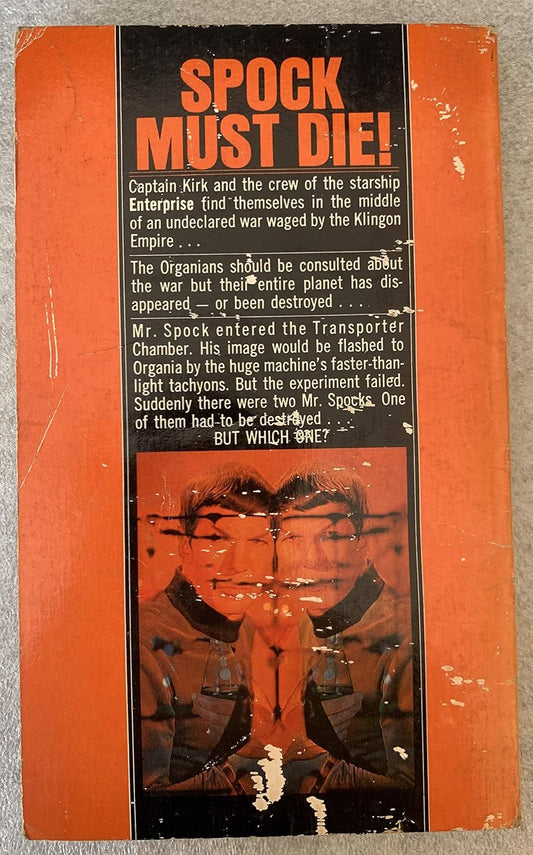 SPOCK
MUST DIE!
Captain Kirk and the crew of the starship
Enterprise find themselves in the middle
of an undeclared war waged by the Klingon
Empire . . .
The Organians should be consulted about
the war but their entire planet has dis-
appeared — or been destroyed . . . .
Mr. Spock entered the Transporter
Chamber. His image would be flashed to
Organia by the huge machine's faster-than-
light tachyons. But the experiment failed.
Suddenly there were two Mr. Spocks. One
of them had to be destroyed . . . .
BUT WHICH ONE?